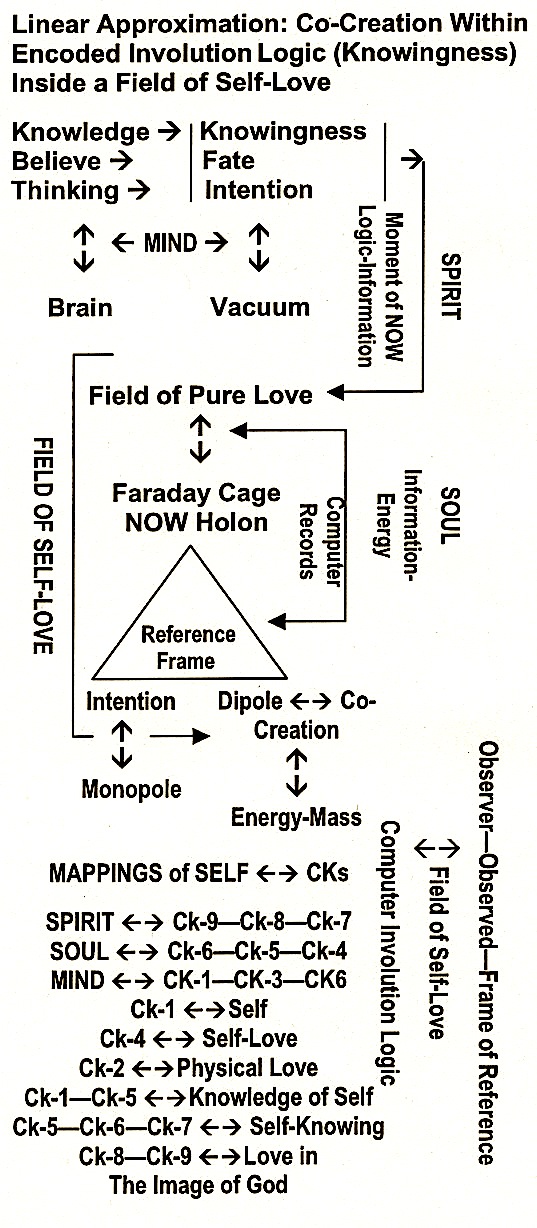 Linear Approximation: Co-Creation Within
Encoded Involution Logic (Knowingness)
Inside a Field of Self-Love
Knowledge → | Knowingness | →
Believe → | Fate
Thinking → | Intention
Moment of NOW
Logic-Information
SPIRIT
← MIND →
Brain
Vacuum
Field of Pure Love
FIELD OF SELF-LOVE
Faraday Cage
NOW Holon
Computer
Records
Information-
Energy
SOUL
Reference
Frame
Intention
Dipole ←→ Co-
Creation
Monopole
Energy-Mass
Observer—Observed—Frame of Reference
←→ Field of Self-Love
Computer Involution Logic
MAPPINGS of SELF ←→ CKs
SPIRIT ←→ Ck-9—Ck-8—Ck-7
SOUL ←→ Ck-6—Ck-5—Ck-4
MIND ←→ CK-1—CK-3—CK6
Ck-1 ←→Self
Ck-4 ←→ Self-Love
Ck-2 ←→Physical Love
Ck-1—Ck-5 ←→Knowledge of Self
Ck-5—Ck-6—Ck-7 ←→ Self-Knowing
Ck-8—Ck-9 ←→Love in
The Image of God